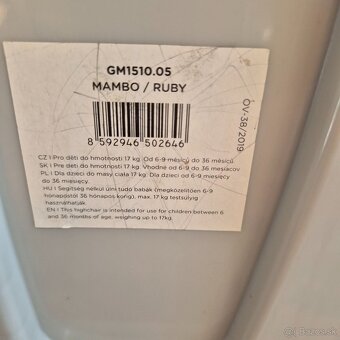 GM1510.05
MAMBO / RUBY
8 592946 502646
OV-38/2019
CZ I Pro děti do hmotnosti 17 kg. Od 6-9 měsíců do 36 měsíců.
SK I Pre deti do hmotnosti 17 kg. Vhodné od 6-9 do 36 mesiacov
PL I Dla dzieci do masy ciała 17 kg. Dla dzieci od 6-9 miesięcy
do 36 miesięcy.
HU I Segítség nélkül ülni tudó babák (megközelítően 6-9
hónapostól 36 hónapos korig), max. 17 kg testsúlyig
használhatják.
EN I This highchair is intended for use for children between 6
and 36 months of age, weighing up to 17kg.
bazos.sk